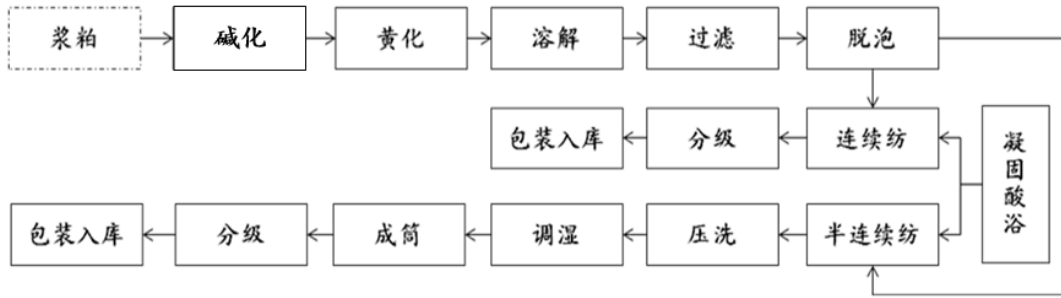 浆粕
碱化
黄化
溶解
过滤
脱泡
包装入库
分级
连续纺
凝固酸浴
包装入库
分级
成筒
调湿
压洗
半连续纺